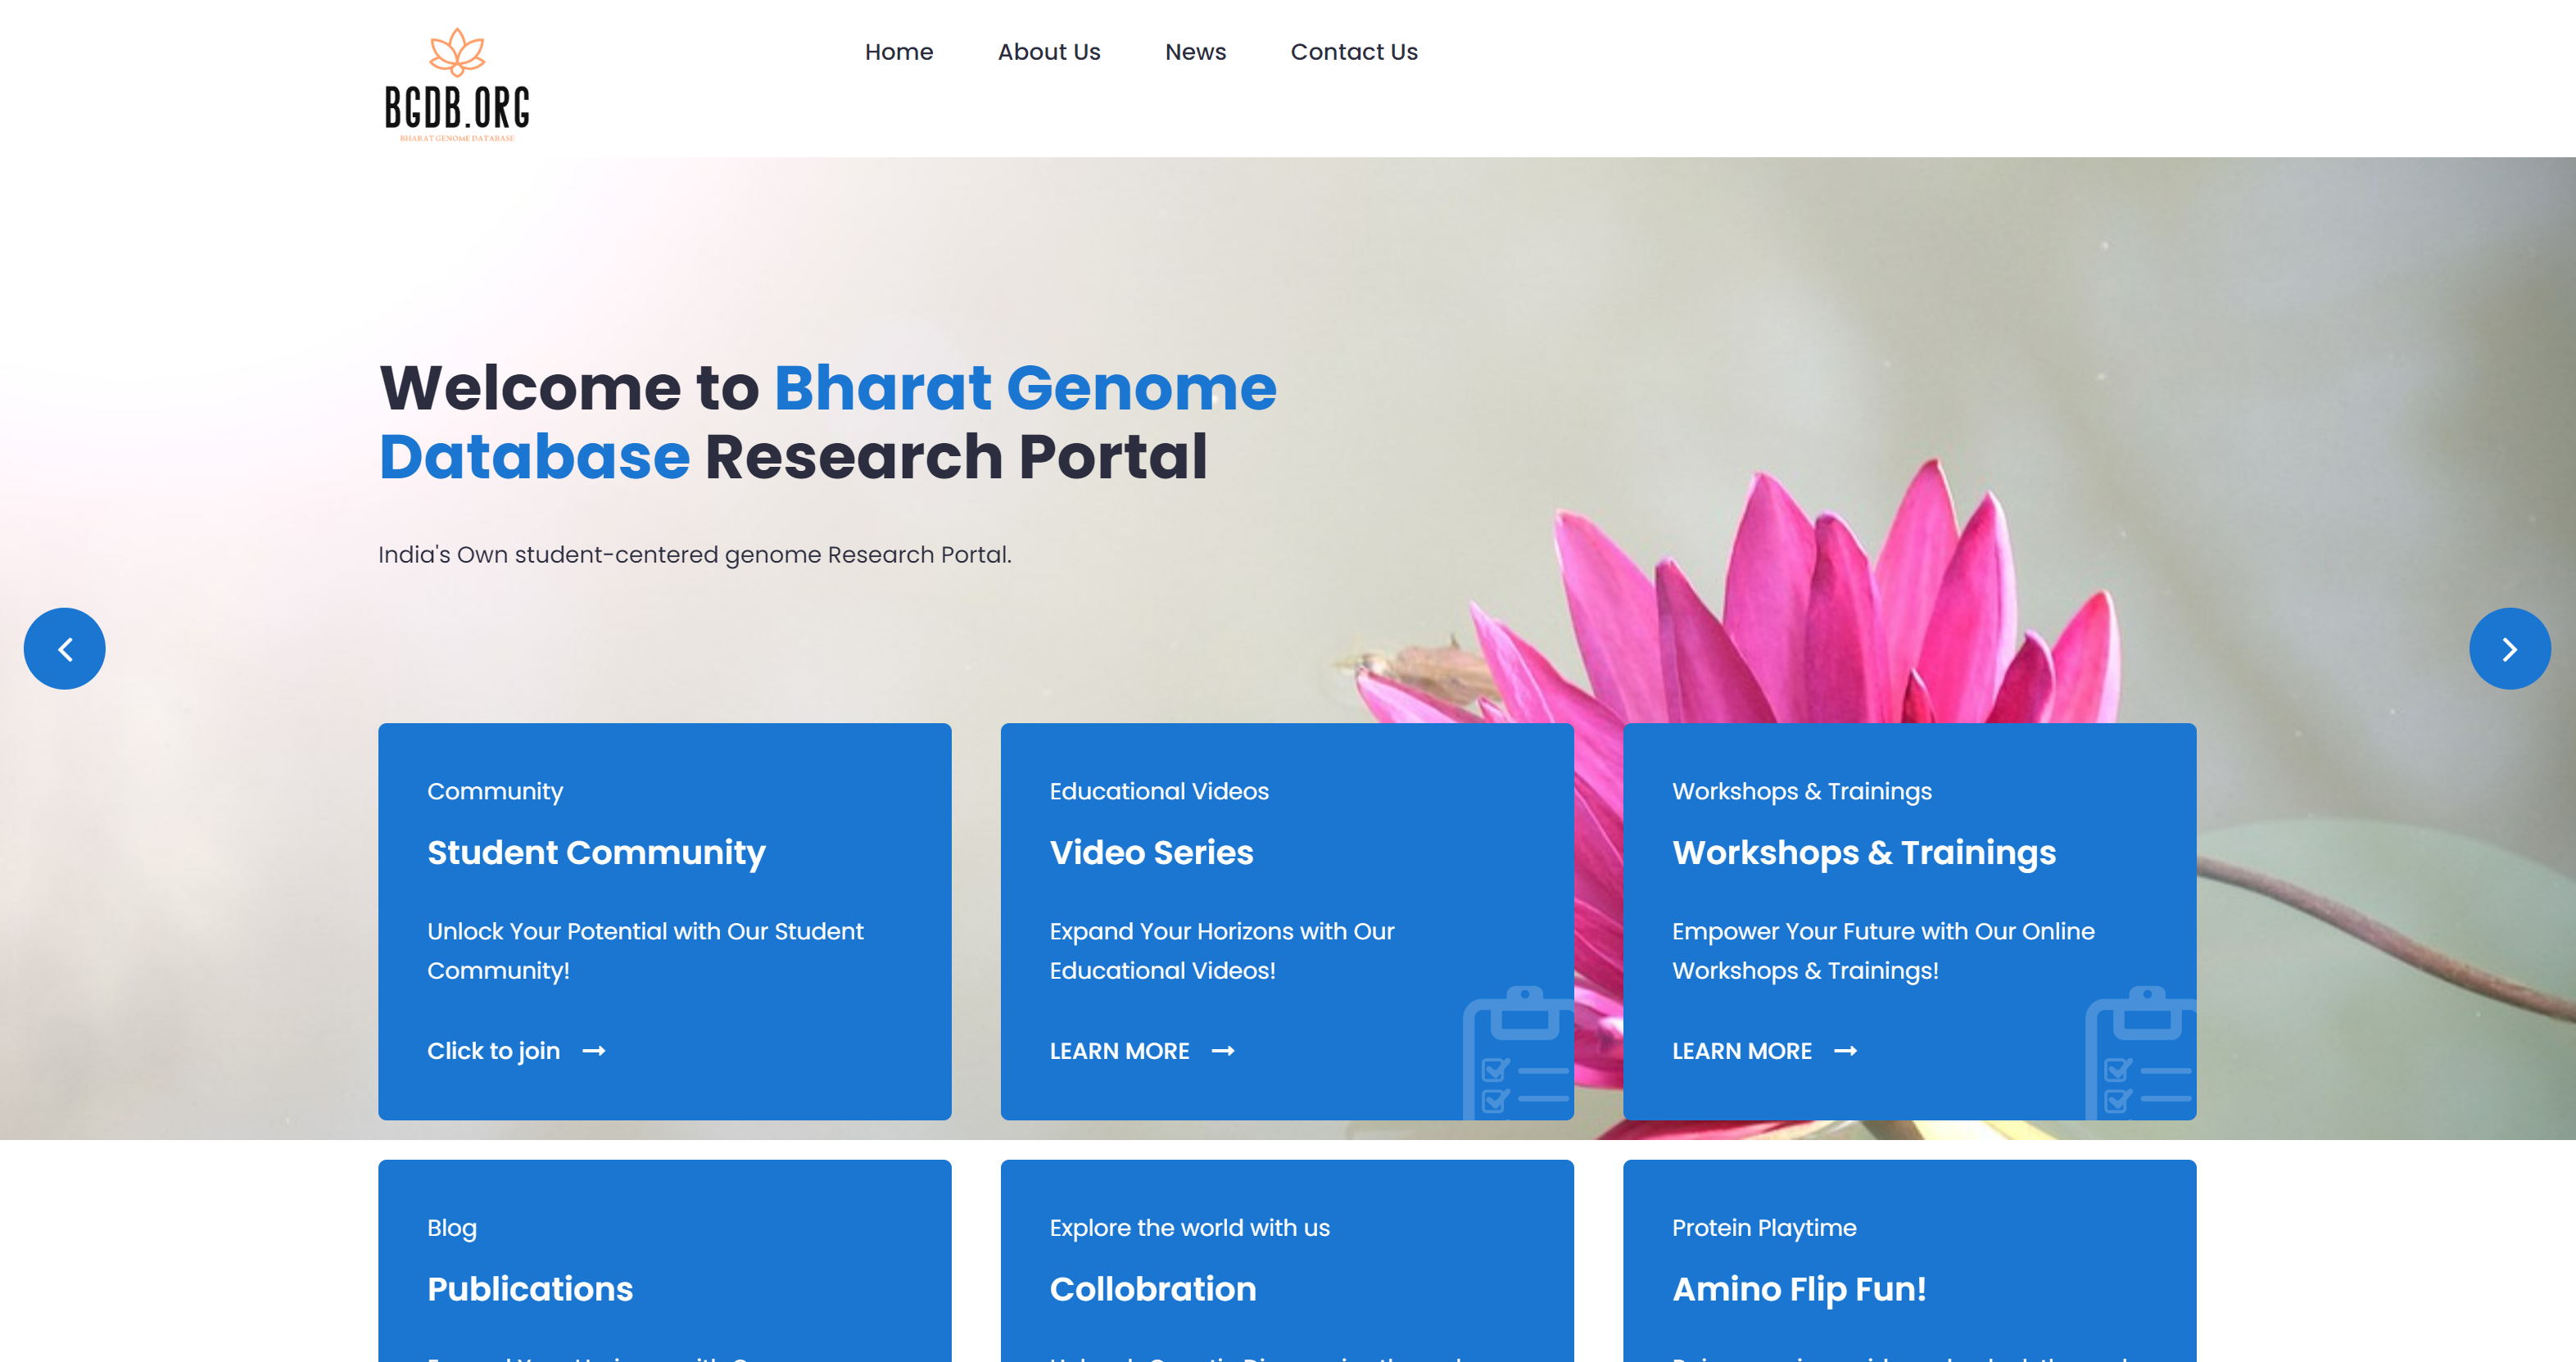 Home
About Us
News
Contact Us
BGDB.ORG
BHARAT GENOME DATABASE
Welcome to Bharat Genome
Database Research Portal
India's Own student-centered genome Research Portal.
Community
Student Community
Unlock Your Potential with Our Student
Community!
Click to join
Educational Videos
Video Series
Expand Your Horizons with Our
Educational Videos!
LEARN MORE
Workshops & Trainings
Workshops & Trainings
Empower Your Future with Our Online
Workshops & Trainings!
LEARN MORE
Blog
Publications
Explore the world with us
Collobration
Protein Playtime
Amino Flip Fun!